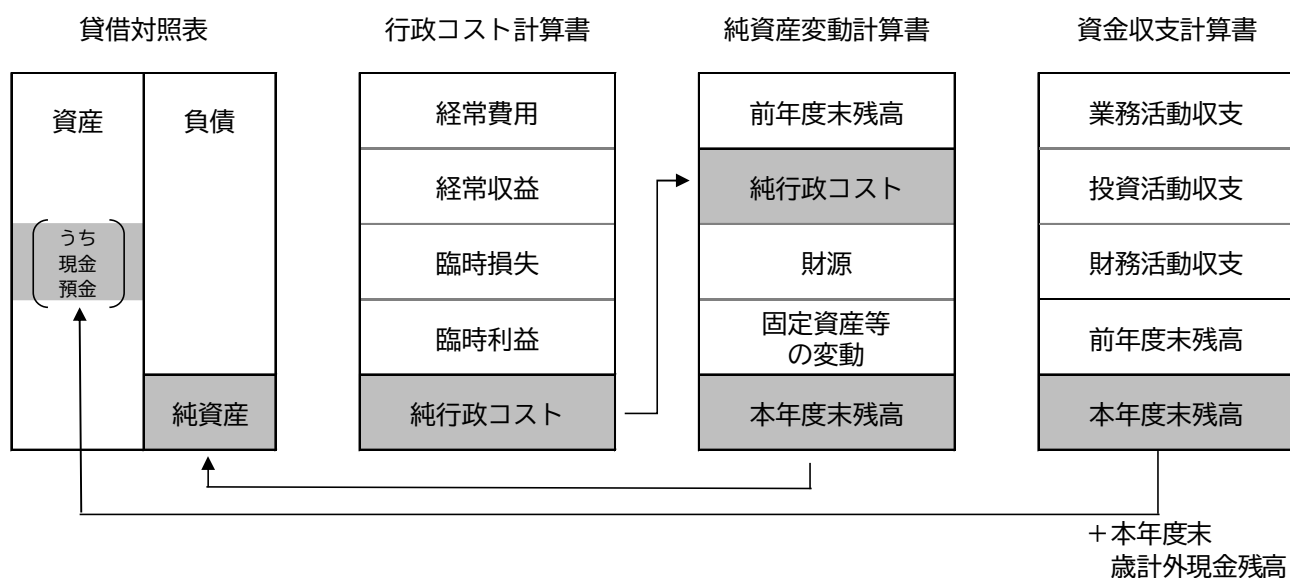 貸借対照表
資産
負債
うち
現金
預金
純資産
行政コスト計算書
経常費用
経常収益
臨時損失
臨時利益
純行政コスト
純資産変動計算書
前年度末残高
純行政コスト
財源
固定資産等
の変動
本年度末残高
資金収支計算書
業務活動収支
投資活動収支
財務活動収支
前年度末残高
本年度末残高
＋本年度末
歳計外現金残高